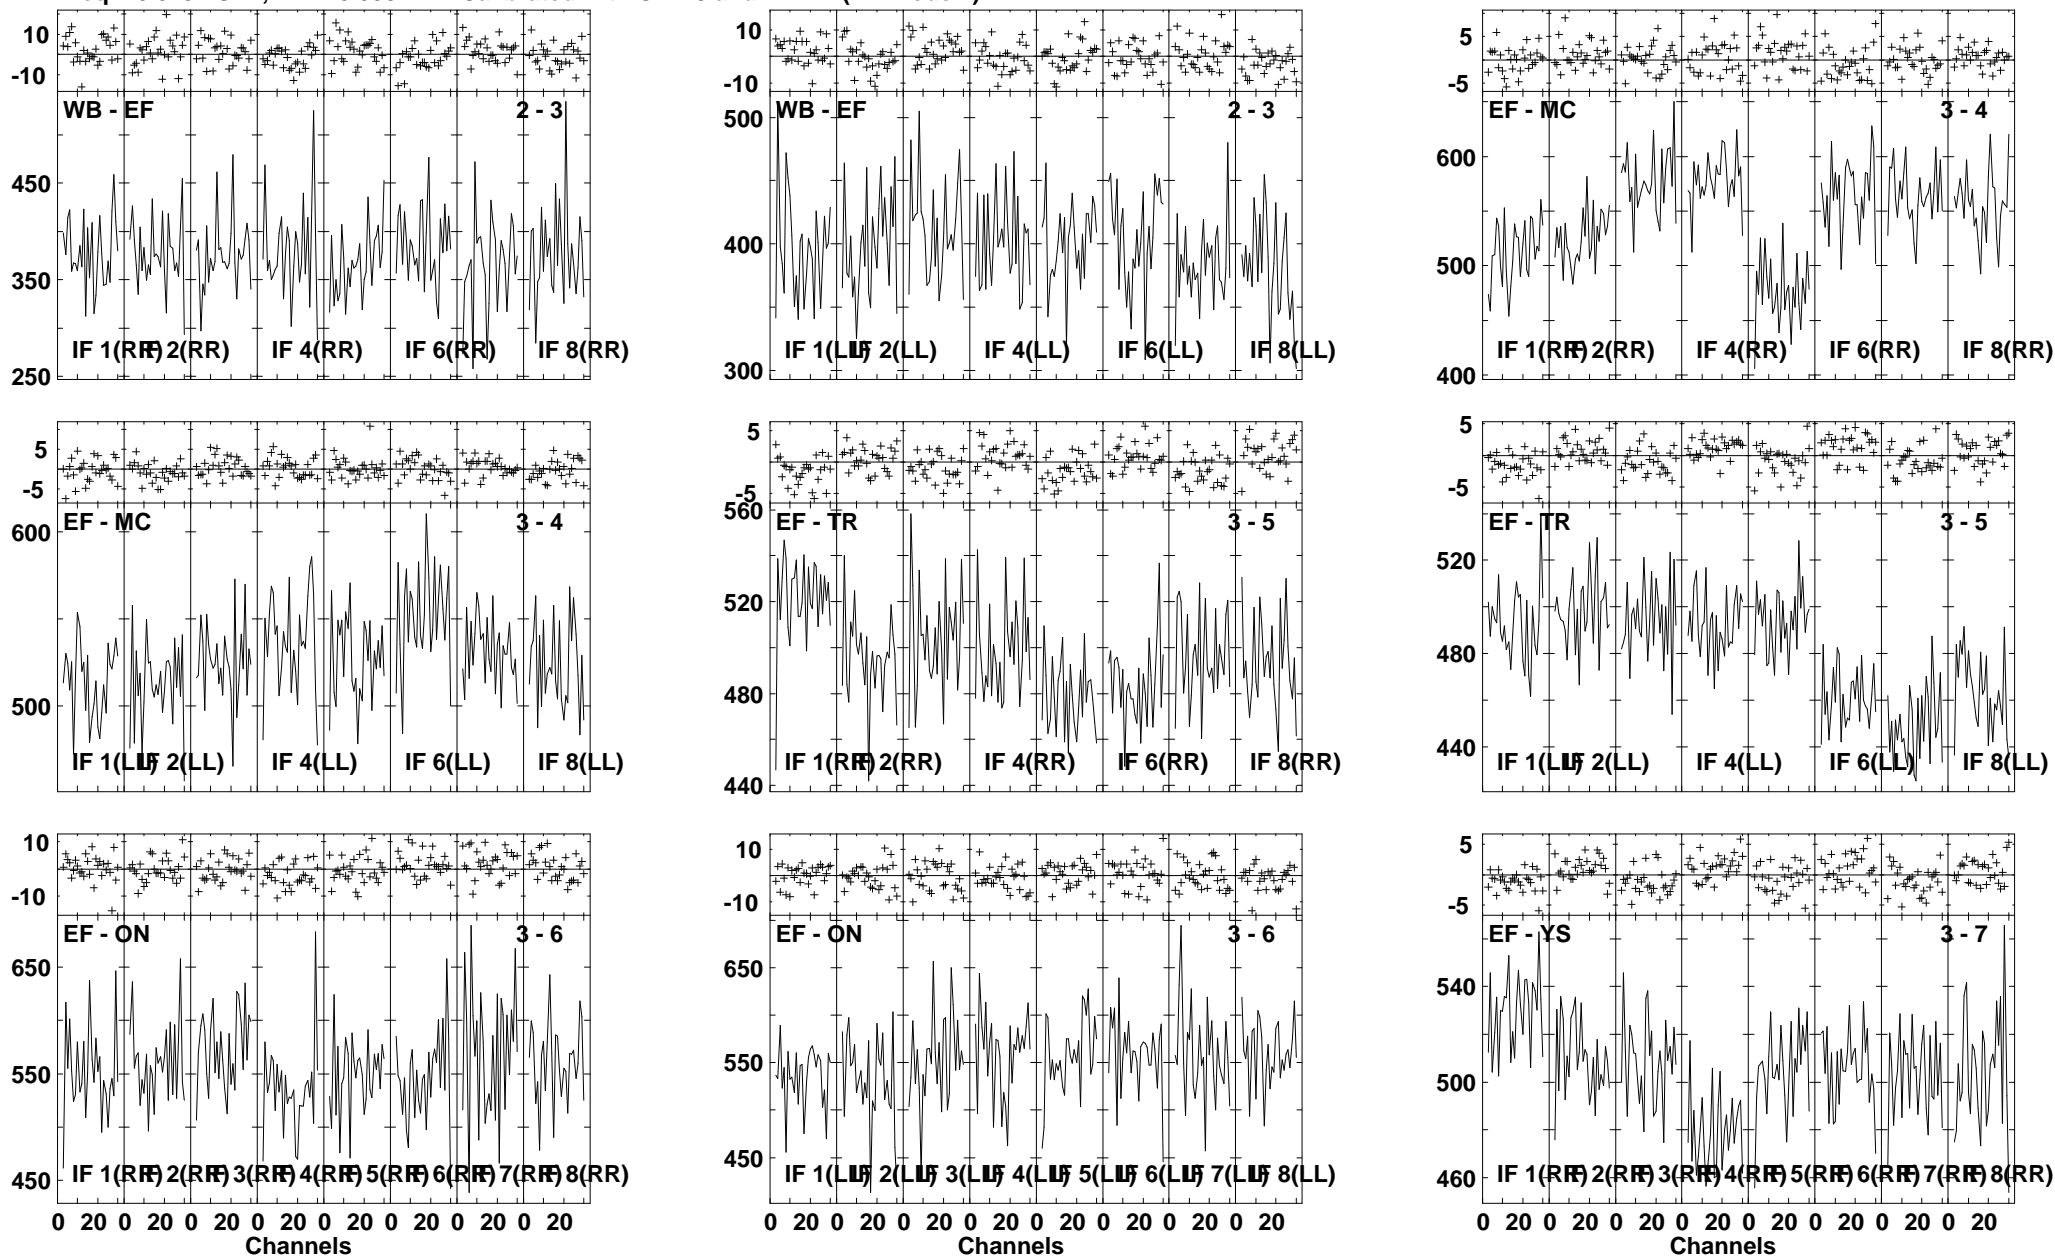 10
-10
WB - EF 2 - 3
450
350
250
IF 1(RR) IF 2(RR) IF 4(RR) IF 6(RR) IF 8(RR)
10
-10
WB - EF 2 - 3
500
400
300
IF 1(LL) IF 2(LL) IF 4(LL) IF 6(LL) IF 8(LL)
5
-5
EF - MC 3 - 4
600
500
400
IF 1(RR) IF 2(RR) IF 4(RR) IF 6(RR) IF 8(RR)
5
-5
EF - MC 3 - 4
600
500
IF 1(LL) IF 2(LL) IF 4(LL) IF 6(LL) IF 8(LL)
5
-5
EF - TR 3 - 5
560
520
480
440
IF 1(RR) IF 2(RR) IF 4(RR) IF 6(RR) IF 8(RR)
5
-5
EF - TR 3 - 5
520
480
440
IF 1(LL) IF 2(LL) IF 4(LL) IF 6(LL) IF 8(LL)
10
-10
EF - ON 3 - 6
650
550
450
IF 1(RR) IF 2(RR) IF 3(RR) IF 4(RR) IF 5(RR) IF 6(RR) IF 7(RR) IF 8(RR)
0 20 0 20 0 20 0 20 0 20 0 20 0 20 0 20
Channels
10
-10
EF - ON 3 - 6
650
550
450
IF 1(LL) IF 2(LL) IF 3(LL) IF 4(LL) IF 5(LL) IF 6(LL) IF 7(LL) IF 8(LL)
0 20 0 20 0 20 0 20 0 20 0 20 0 20 0 20
Channels
5
-5
EF - YS 3 - 7
540
500
460
IF 1(RR) IF 2(RR) IF 3(RR) IF 4(RR) IF 5(RR) IF 6(RR) IF 7(RR) IF 8(RR)
0 20 0 20 0 20 0 20 0 20 0 20 0 20 0 20
Channels